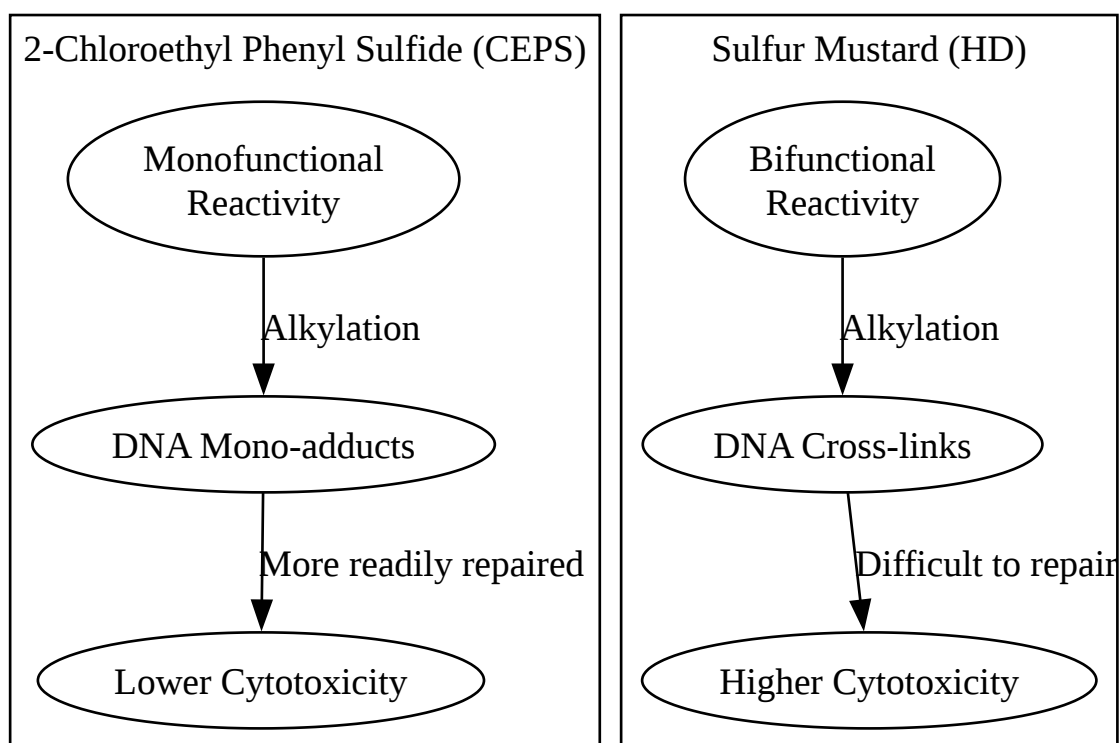 2-Chloroethyl Phenyl Sulfide (CEPS)
Monofunctional
Reactivity
Alkylation
DNA Mono-adducts
More readily repaired
Lower Cytotoxicity
Sulfur Mustard (HD)
Bifunctional
Reactivity
Alkylation
DNA Cross-links
Difficult to repair
Higher Cytotoxicity